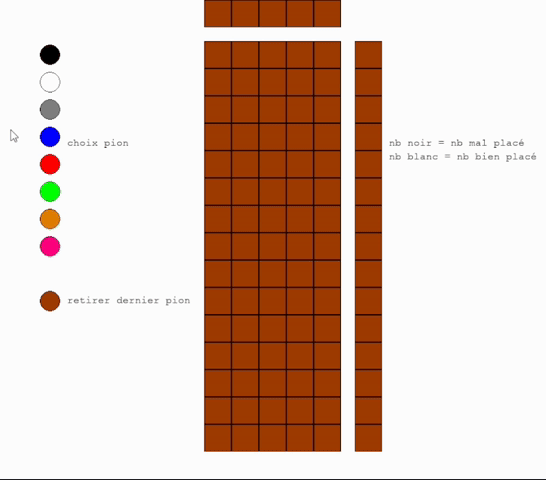 choix pion
nb noir = nb mal placé
nb blanc = nb bien placé
retirer dernier pion